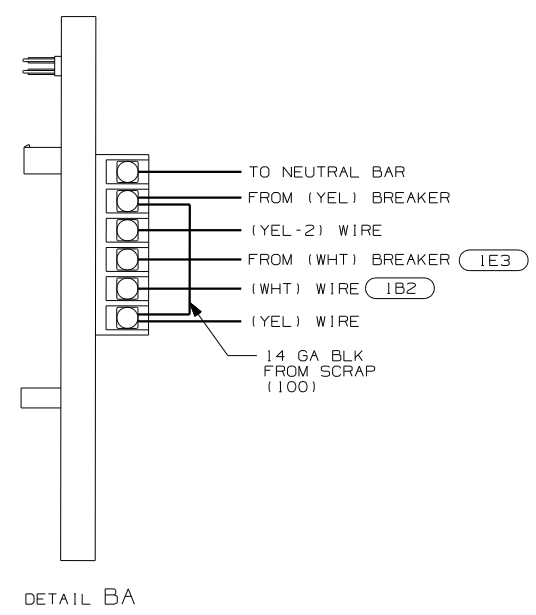 TO NEUTRAL BAR
FROM (YEL) BREAKER
(YEL-2) WIRE
FROM (WHT) BREAKER 1E3
(WHT) WIRE 1B2
(YEL) WIRE
14 GA BLK
FROM SCRAP
(100)
DETAIL BA